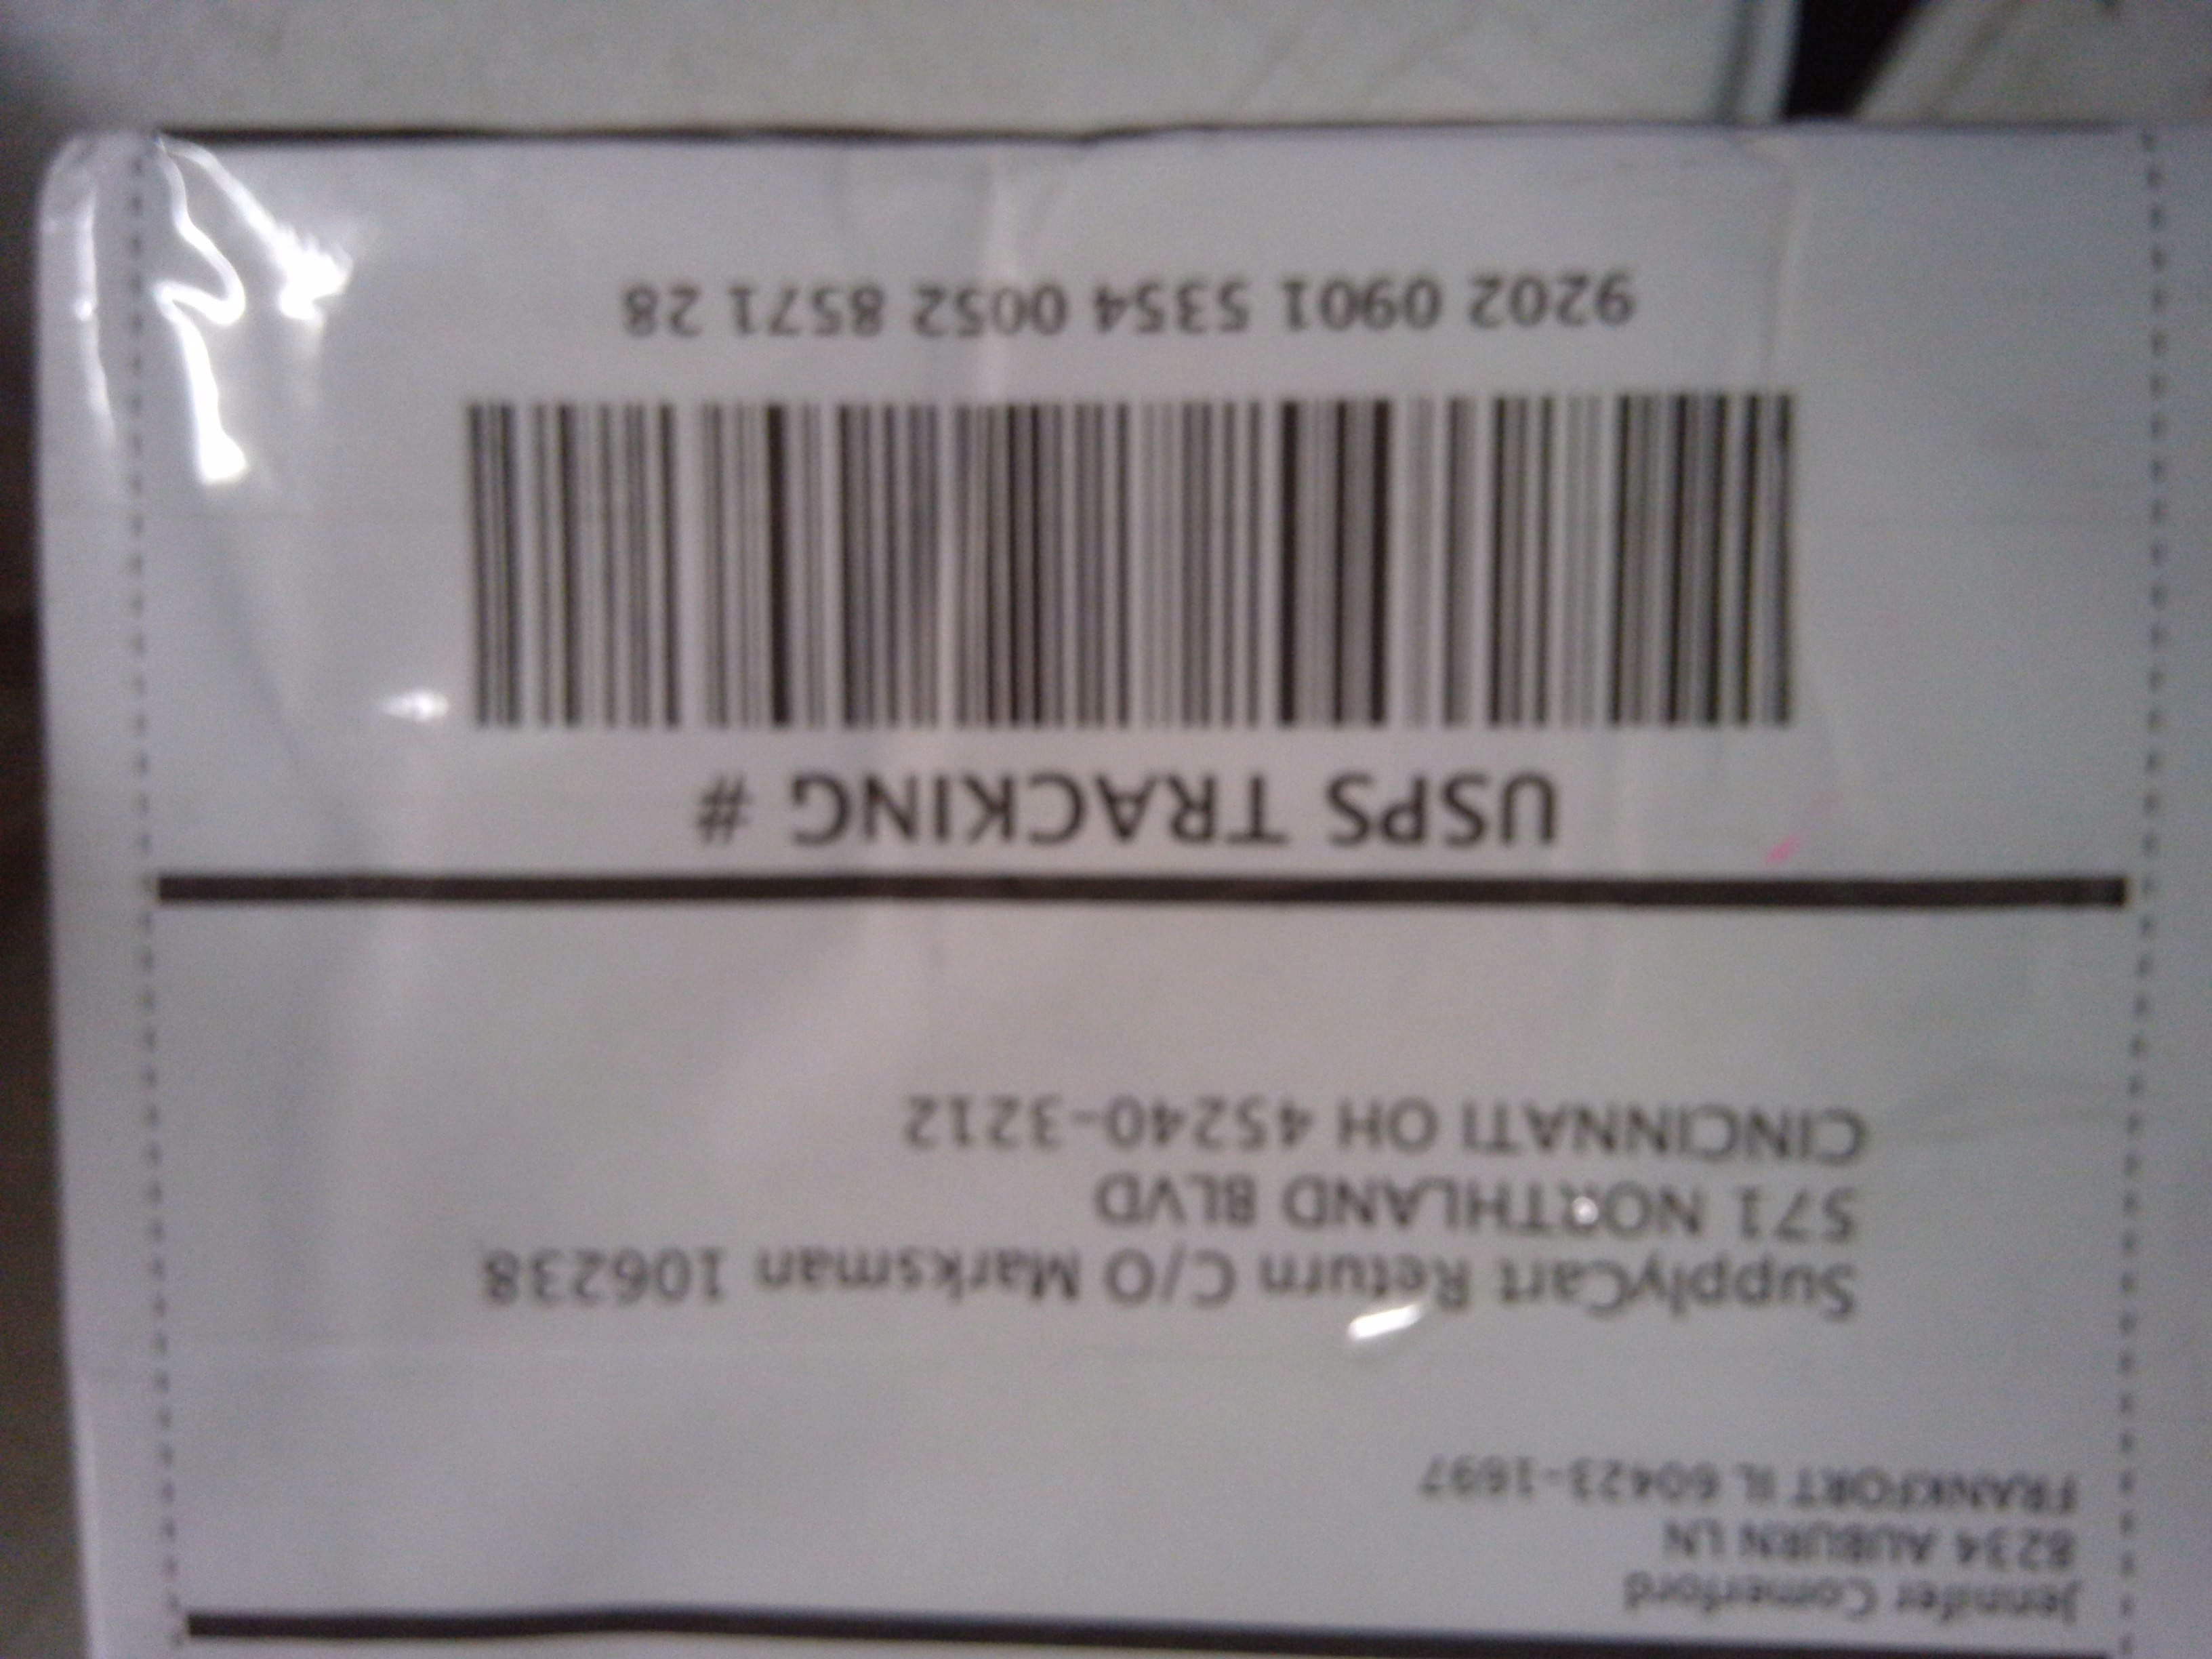 Jennifer Comerford
8234 AUBURN LN
FRANKFORT IL 60423-1697
SupplyCart Return C/O Marksman 106238
571 NORTHLAND BLVD
CINCINNATI OH 45240-3212
USPS TRACKING #
9202 0901 5354 0052 8571 28